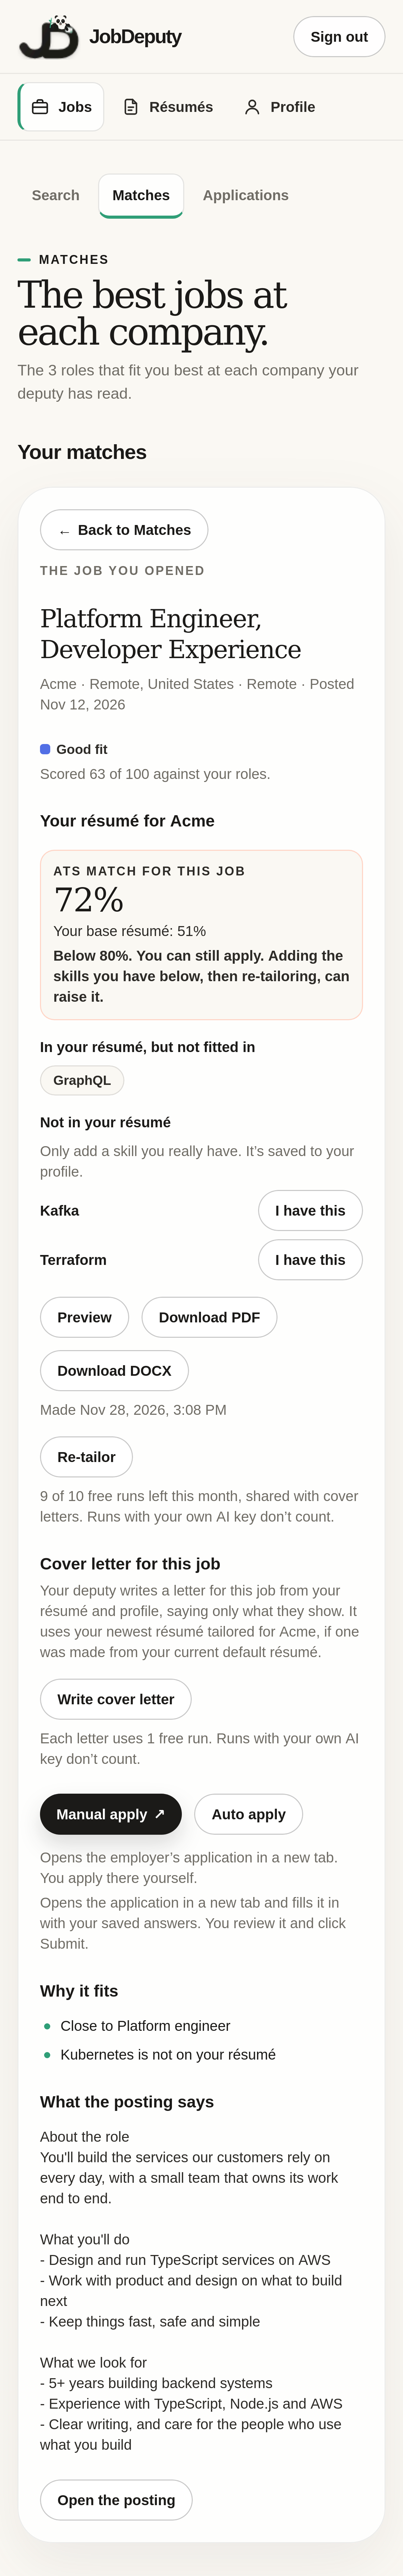 JobDeputy
Sign out
Jobs
Résumés
Profile
Search
Matches
Applications
MATCHES
The best jobs at
each company.
The 3 roles that fit you best at each company your
deputy has read.
Your matches
← Back to Matches
THE JOB YOU OPENED
Platform Engineer,
Developer Experience
Acme · Remote, United States · Remote · Posted
Nov 12, 2026
Good fit
Scored 63 of 100 against your roles.
Your résumé for Acme
ATS MATCH FOR THIS JOB
72%
Your base résumé: 51%
Below 80%. You can still apply. Adding the
skills you have below, then re-tailoring, can
raise it.
In your résumé, but not fitted in
GraphQL
Not in your résumé
Only add a skill you really have. It’s saved to your
profile.
Kafka
I have this
Terraform
I have this
Preview
Download PDF
Download DOCX
Made Nov 28, 2026, 3:08 PM
Re-tailor
9 of 10 free runs left this month, shared with cover
letters. Runs with your own AI key don’t count.
Cover letter for this job
Your deputy writes a letter for this job from your
résumé and profile, saying only what they show. It
uses your newest résumé tailored for Acme, if one
was made from your current default résumé.
Write cover letter
Each letter uses 1 free run. Runs with your own AI
key don’t count.
Manual apply ↗
Auto apply
Opens the employer’s application in a new tab.
You apply there yourself.
Opens the application in a new tab and fills it in
with your saved answers. You review it and click
Submit.
Why it fits
Close to Platform engineer
Kubernetes is not on your résumé
What the posting says
About the role
You'll build the services our customers rely on
every day, with a small team that owns its work
end to end.
What you'll do
- Design and run TypeScript services on AWS
- Work with product and design on what to build
next
- Keep things fast, safe and simple
What we look for
- 5+ years building backend systems
- Experience with TypeScript, Node.js and AWS
- Clear writing, and care for the people who use
what you build
Open the posting